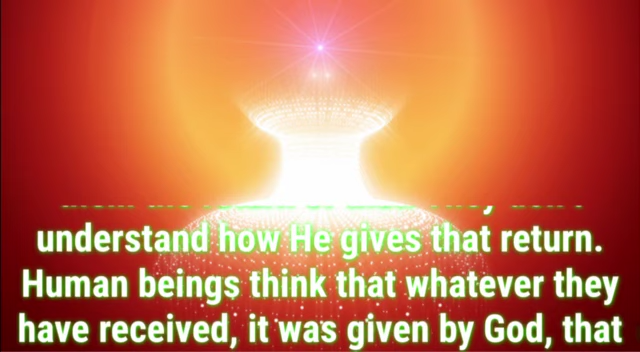 understand how He gives that return.
Human beings think that whatever they
have received, it was given by God, that